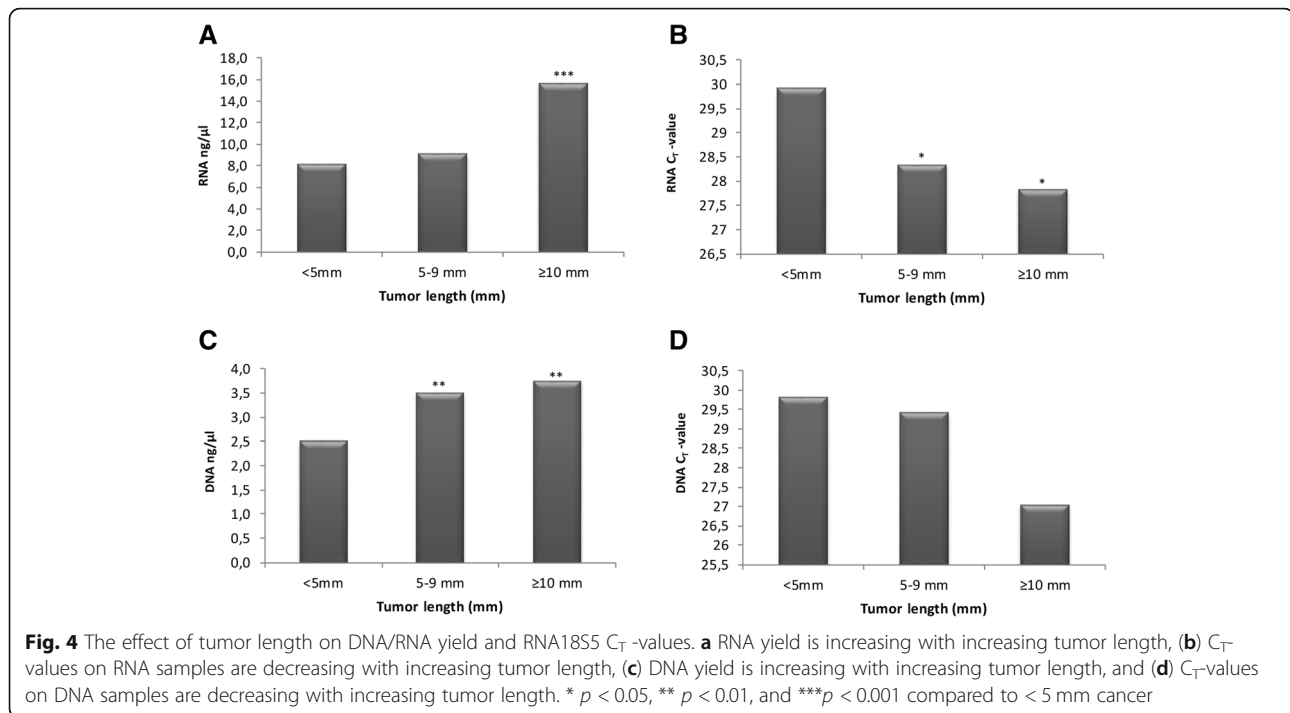 A
18,0
16,0
14,0
12,0
10,0
8,0
6,0
4,0
2,0
0,0
RNA ng/µl
***
<5mm 5-9 mm ≥10 mm
Tumor length (mm)
B
30,5
30
29,5
29
28,5
28
27,5
27
26,5
RNA CT -value
*
*
<5mm 5-9 mm ≥10 mm
Tumor length (mm)
C
4,0
3,5
3,0
2,5
2,0
1,5
1,0
0,5
0,0
DNA ng/µl
**
**
<5mm 5-9 mm ≥10 mm
Tumor length (mm)
D
30,5
30
29,5
29
28,5
28
27,5
27
26,5
26
25,5
DNA CT -value
<5mm 5-9 mm ≥10 mm
Tumor length (mm)
Fig. 4 The effect of tumor length on DNA/RNA yield and RNA18S5 CT -values. a RNA yield is increasing with increasing tumor length, (b) CT-
values on RNA samples are decreasing with increasing tumor length, (c) DNA yield is increasing with increasing tumor length, and (d) CT-values
on DNA samples are decreasing with increasing tumor length. * p < 0.05, ** p < 0.01, and ***p < 0.001 compared to < 5 mm cancer